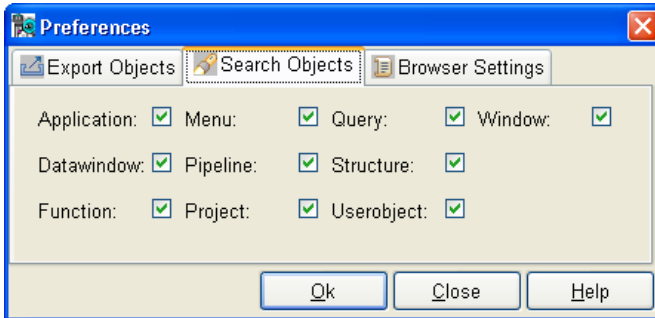 Preferences
Export Objects Search Objects Browser Settings
Application: Menu: Query: Window:
Datawindow: Pipeline: Structure:
Function: Project: Userobject:
Ok Close Help